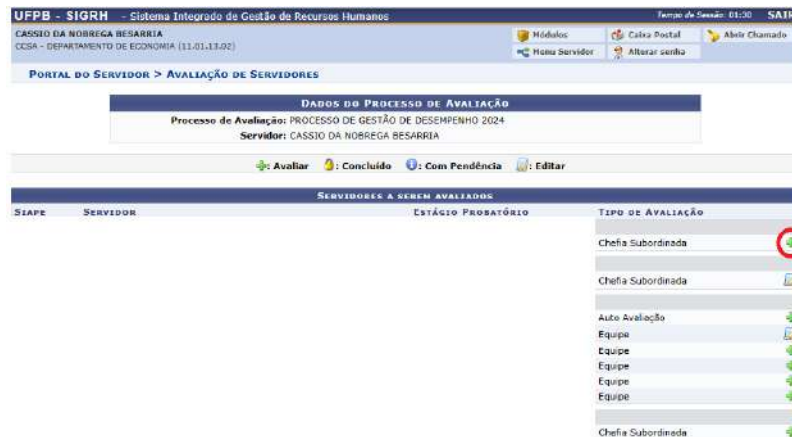 UFPB - SIGRH - Sistema Integrado de Gestão de Recursos Humanos
Tempo de Sessão: 01:30 SAIR
CASSIO DA NOBREGA BESARRIA
CCSA - DEPARTAMENTO DE ECONOMIA (11.01.13.02)
Módulos Caixa Postal Abrir Chamado
Menu Servidor Alterar senha
PORTAL DO SERVIDOR > AVALIAÇÃO DE SERVIDORES
DADOS DO PROCESSO DE AVALIAÇÃO
Processo de Avaliação: PROCESSO DE GESTÃO DE DESEMPENHO 2024
Servidor: CASSIO DA NOBREGA BESARRIA
: Avaliar : Concluído : Com Pendência : Editar
SERVIDORES A SEREM AVALIADOS
SIAPE SERVIDOR ESTÁGIO PROBATÓRIO TIPO DE AVALIAÇÃO
Chefia Subordinada
Chefia Subordinada
Auto Avaliação
Equipe
Equipe
Equipe
Equipe
Equipe
Chefia Subordinada